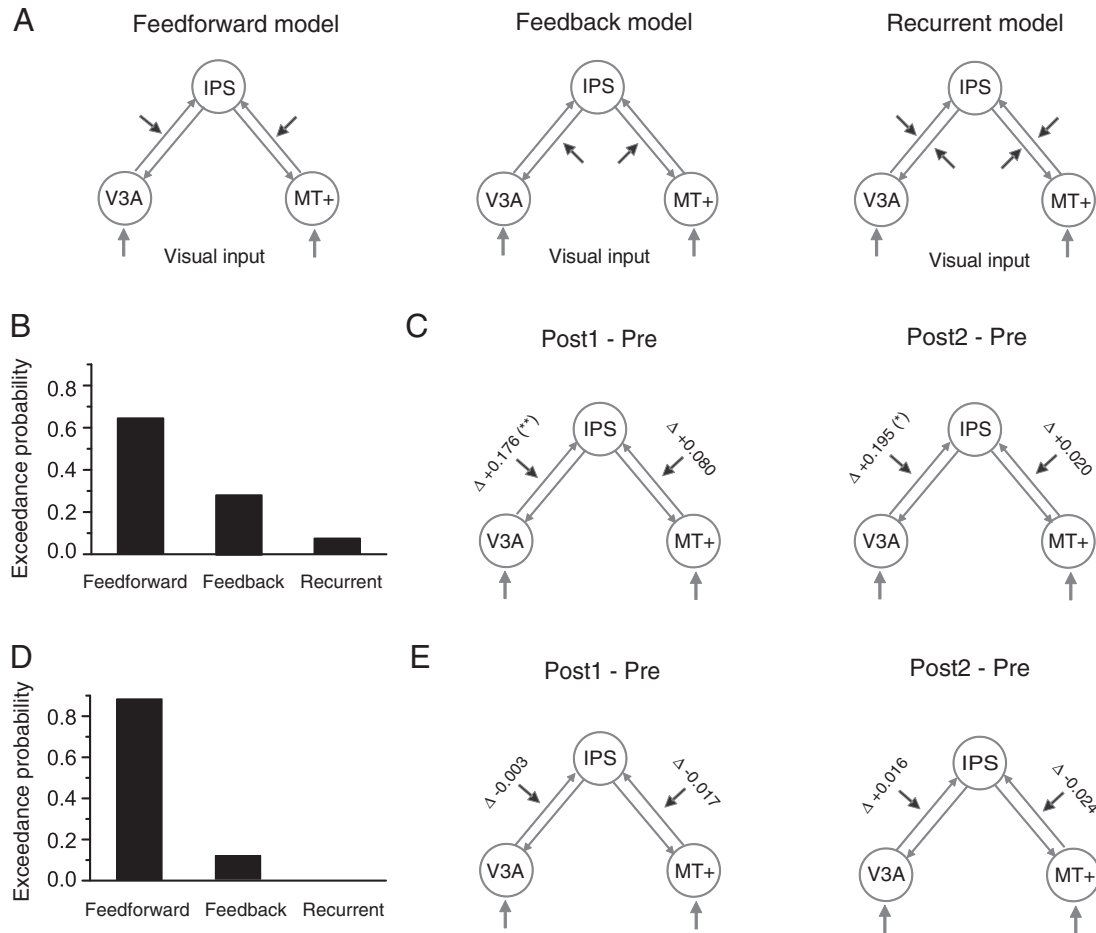 A
Feedforward model
Feedback model
Recurrent model
IPS
V3A
MT+
Visual input
IPS
V3A
MT+
Visual input
IPS
V3A
MT+
Visual input
B
Exceedance probability
0.8
0.6
0.4
0.2
0.0
Feedforward
Feedback
Recurrent
C
Post1 - Pre
Δ +0.176 (**)
IPS
Δ +0.080
V3A
MT+
Post2 - Pre
Δ +0.195 (*)
IPS
Δ +0.020
V3A
MT+
D
Exceedance probability
0.8
0.6
0.4
0.2
0.0
Feedforward
Feedback
Recurrent
E
Post1 - Pre
Δ -0.003
IPS
Δ -0.017
V3A
MT+
Post2 - Pre
Δ +0.016
IPS
Δ -0.024
V3A
MT+